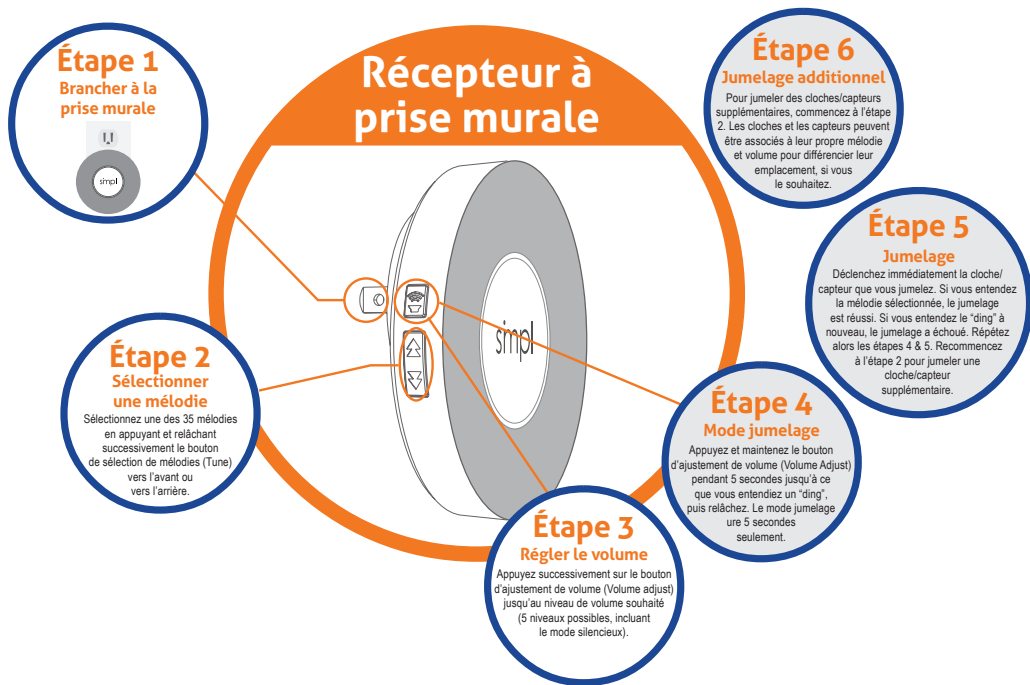 Récepteur à
prise murale
simpl
Étape 1
Brancher à la
prise murale
simpl
Étape 2
Sélectionner
une mélodie
Sélectionnez une des 35 mélodies
en appuyant et relâchant
successivement le bouton
de sélection de mélodies (Tune)
vers l'avant ou
vers l'arrière.
Étape 3
Régler le volume
Appuyez successivement sur le bouton
d'ajustement de volume (Volume adjust)
jusqu'au niveau de volume souhaité
(5 niveaux possibles, incluant
le mode silencieux).
Étape 4
Mode jumelage
Appuyez et maintenez le bouton
d'ajustement de volume (Volume Adjust)
pendant 5 secondes jusqu'à ce
que vous entendiez un “ding”,
puis relâchez. Le mode jumelage
ure 5 secondes
seulement.
Étape 5
Jumelage
Déclenchez immédiatement la cloche/
capteur que vous jumelez. Si vous entendez
la mélodie sélectionnée, le jumelage
est réussi. Si vous entendez le “ding” à
nouveau, le jumelage a échoué. Répétez
alors les étapes 4 & 5. Recommencez
à l'étape 2 pour jumeler une
cloche/capteur
supplémentaire.
Étape 6
Jumelage additionnel
Pour jumeler des cloches/capteurs
supplémentaires, commencez à l'étape
2. Les cloches et les capteurs peuvent
être associés à leur propre mélodie
et volume pour différencier leur
emplacement, si vous
le souhaitez.